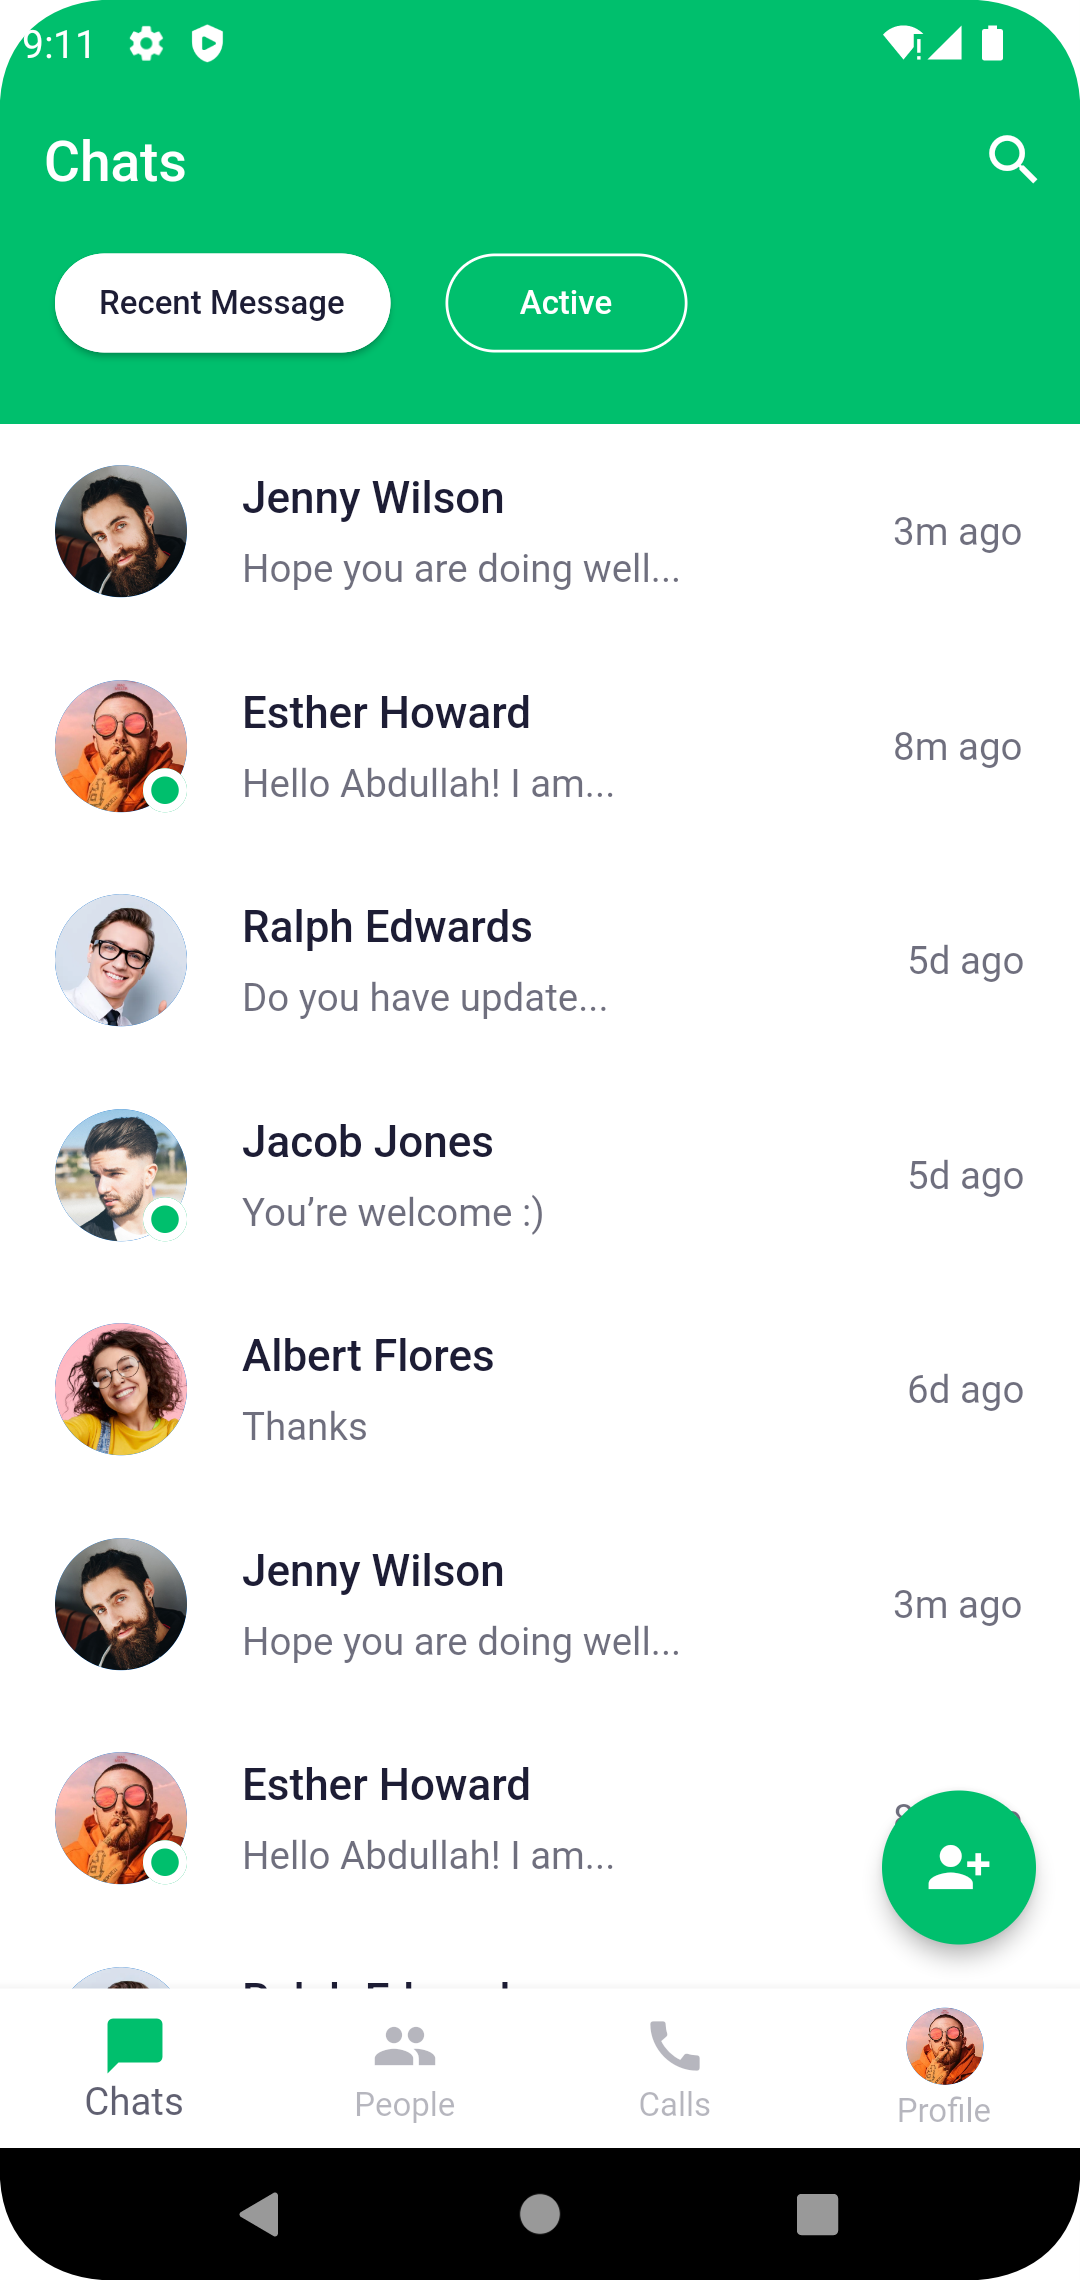 9:11
Chats
Recent Message
Active
Jenny Wilson
Hope you are doing well...
3m ago
Esther Howard
Hello Abdullah! I am...
8m ago
Ralph Edwards
Do you have update...
5d ago
Jacob Jones
You’re welcome :)
5d ago
Albert Flores
Thanks
6d ago
Jenny Wilson
Hope you are doing well...
3m ago
Esther Howard
Hello Abdullah! I am...
Chats
People
Calls
Profile